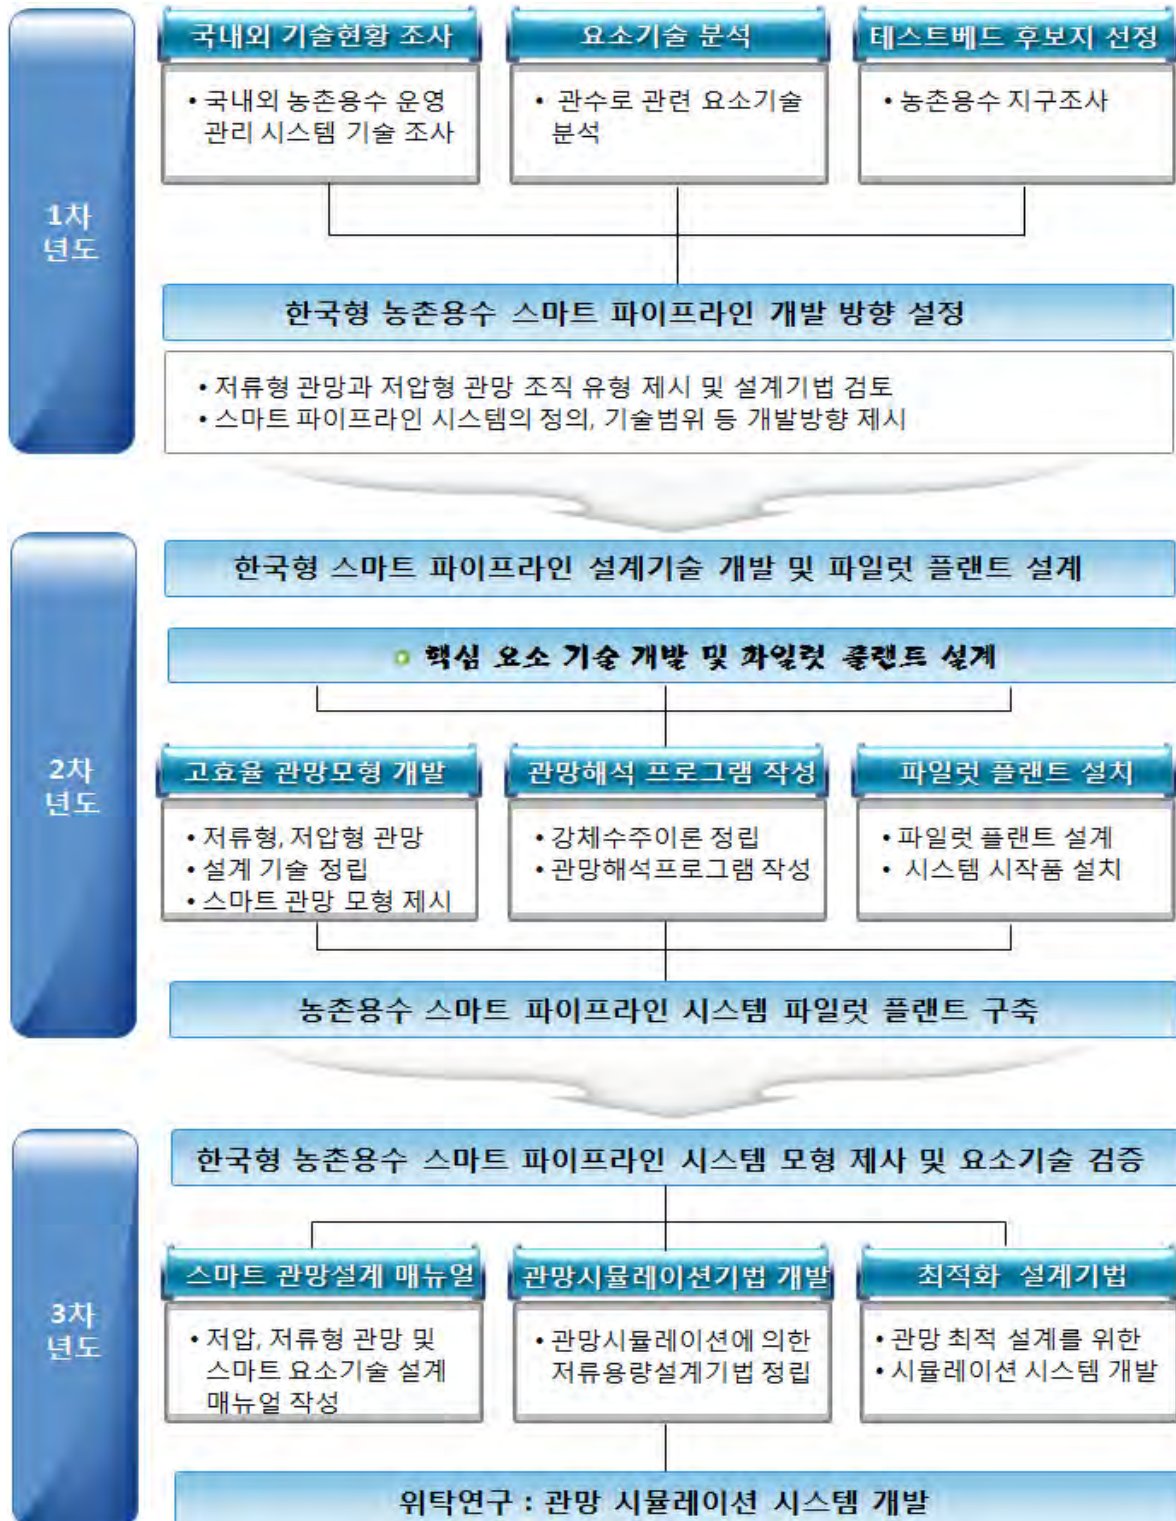 1차
년도
국내외 기술현황 조사
• 국내외 농촌용수 운영
관리 시스템 기술 조사
요소기술 분석
• 관수로 관련 요소기술
분석
테스트베드 후보지 선정
• 농촌용수 지구조사
한국형 농촌용수 스마트 파이프라인 개발 방향 설정
• 저류형 관망과 저압형 관망 조직 유형 제시 및 설계기법 검토
• 스마트 파이프라인 시스템의 정의, 기술범위 등 개발방향 제시
2차
년도
한국형 스마트 파이프라인 설계기술 개발 및 파일럿 플랜트 설계
핵심 요소 기술 개발 및 파일럿 플랜트 설계
고효율 관망모형 개발
• 저류형, 저압형 관망
• 설계 기술 정립
• 스마트 관망 모형 제시
관망해석 프로그램 작성
• 강체수주이론 정립
• 관망해석프로그램 작성
파일럿 플랜트 설치
• 파일럿 플랜트 설계
• 시스템 시작품 설치
농촌용수 스마트 파이프라인 시스템 파일럿 플랜트 구축
3차
년도
한국형 농촌용수 스마트 파이프라인 시스템 모형 제사 및 요소기술 검증
스마트 관망설계 매뉴얼
• 저압, 저류형 관망 및
스마트 요소기술 설계
매뉴얼 작성
관망시뮬레이션기법 개발
• 관망시뮬레이션에 의한
저류용량설계기법 정립
최적화 설계기법
• 관망 최적 설계를 위한
• 시뮬레이션 시스템 개발
위탁연구 : 관망 시뮬레이션 시스템 개발